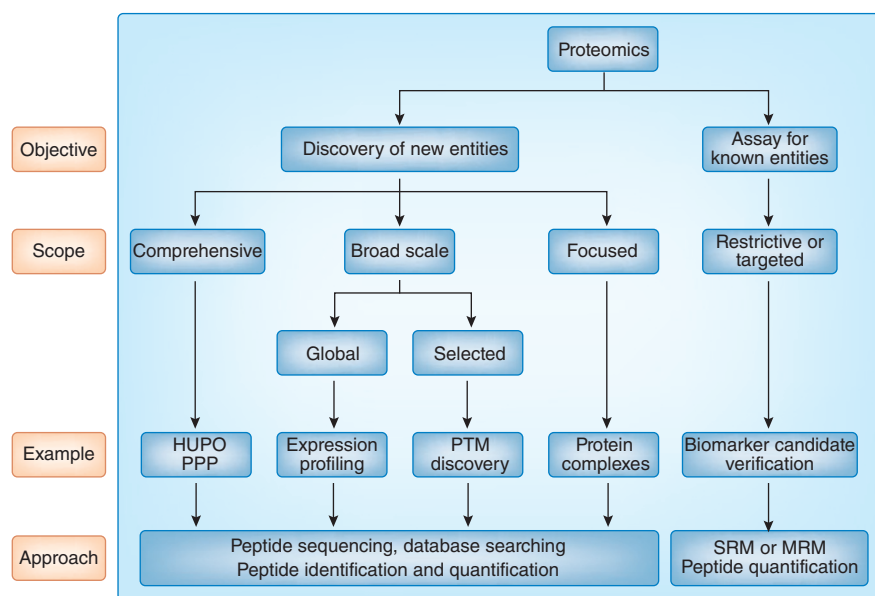 Proteomics
Objective
Discovery of new entities
Assay for
known entities
Scope
Comprehensive
Broad scale
Focused
Restrictive or
targeted
Global
Selected
Example
HUPO
PPP
Expression
profiling
PTM
discovery
Protein
complexes
Biomarker candidate
verification
Approach
Peptide sequencing, database searching
Peptide identification and quantification
SRM or MRM
Peptide quantification